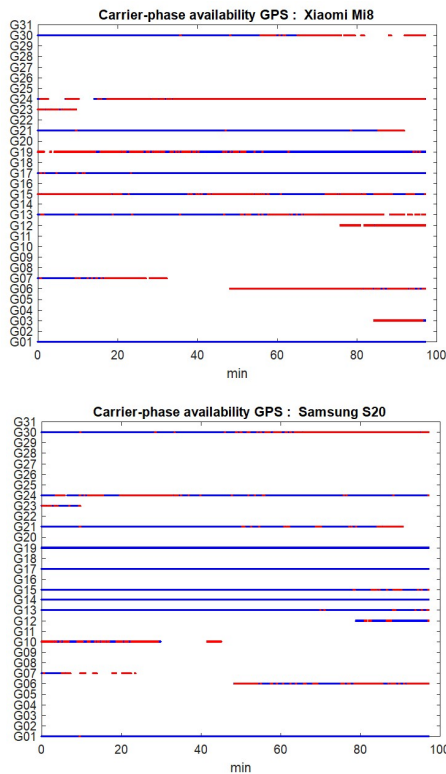 Carrier-phase availability GPS : Xiaomi Mi8
G31
G30
G29
G28
G27
G26
G25
G24
G23
G22
G21
G20
G19
G18
G17
G16
G15
G14
G13
G12
G11
G10
G09
G08
G07
G06
G05
G04
G03
G02
G01
0 20 40 60 80 100
min
Carrier-phase availability GPS : Samsung S20
G31
G30
G29
G28
G27
G26
G25
G24
G23
G22
G21
G20
G19
G18
G17
G16
G15
G14
G13
G12
G11
G10
G09
G08
G07
G06
G05
G04
G03
G02
G01
0 20 40 60 80 100
min